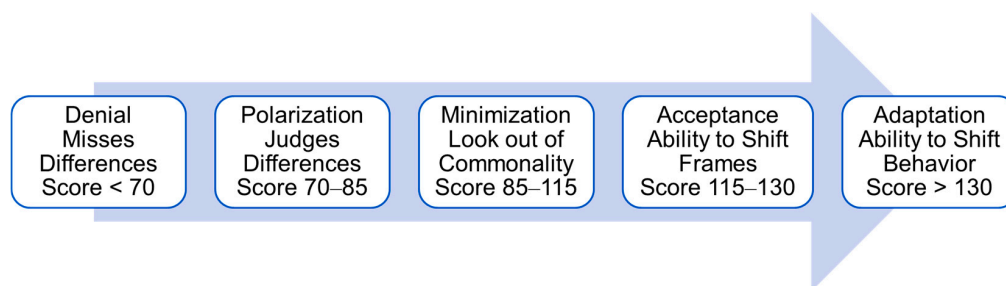 Denial
Misses
Differences
Score < 70
Polarization
Judges
Differences
Score 70–85
Minimization
Look out of
Commonality
Score 85–115
Acceptance
Ability to Shift
Frames
Score 115–130
Adaptation
Ability to Shift
Behavior
Score > 130